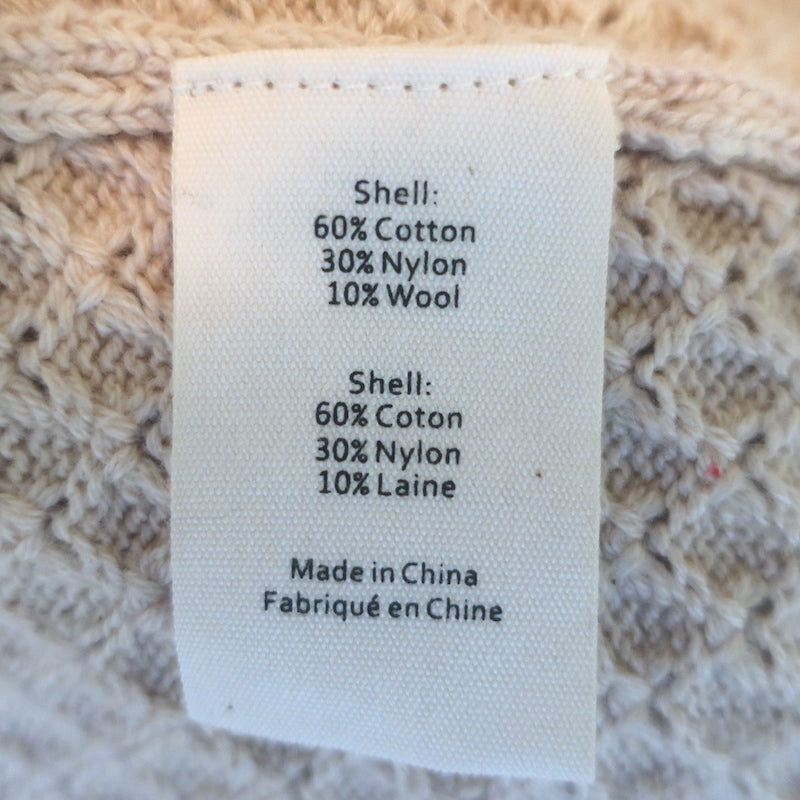 Shell:
60% Cotton
30% Nylon
10% Wool
Shell:
60% Coton
30% Nylon
10% Laine
Made in China
Fabriqué en Chine